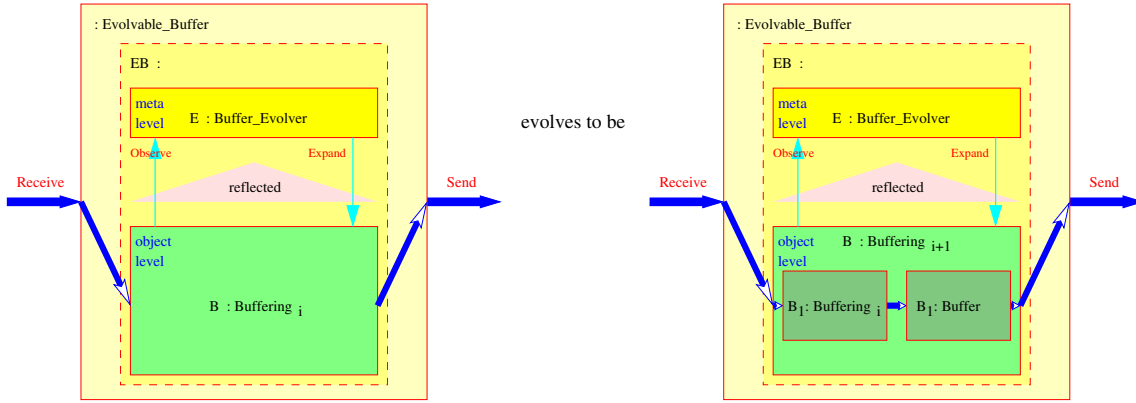 : Evolvable_Buffer
EB :
meta
level
E : Buffer_Evolver
Observe
Expand
reflected
Receive
Send
object
level
B : Buffering i
evolves to be
: Evolvable_Buffer
EB :
meta
level
E : Buffer_Evolver
Observe
Expand
reflected
Receive
Send
object
level
B : Buffering i+1
B1: Buffering i
B1: Buffer